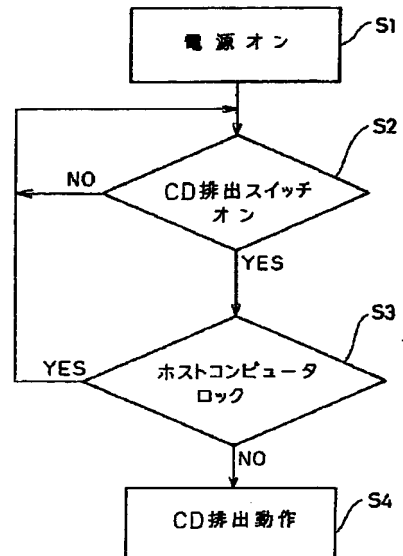 電源オン
S1
S2
NO
CD排出スイッチ
オン
YES
S3
YES
ホストコンピュータ
ロック
NO
CD排出動作
S4